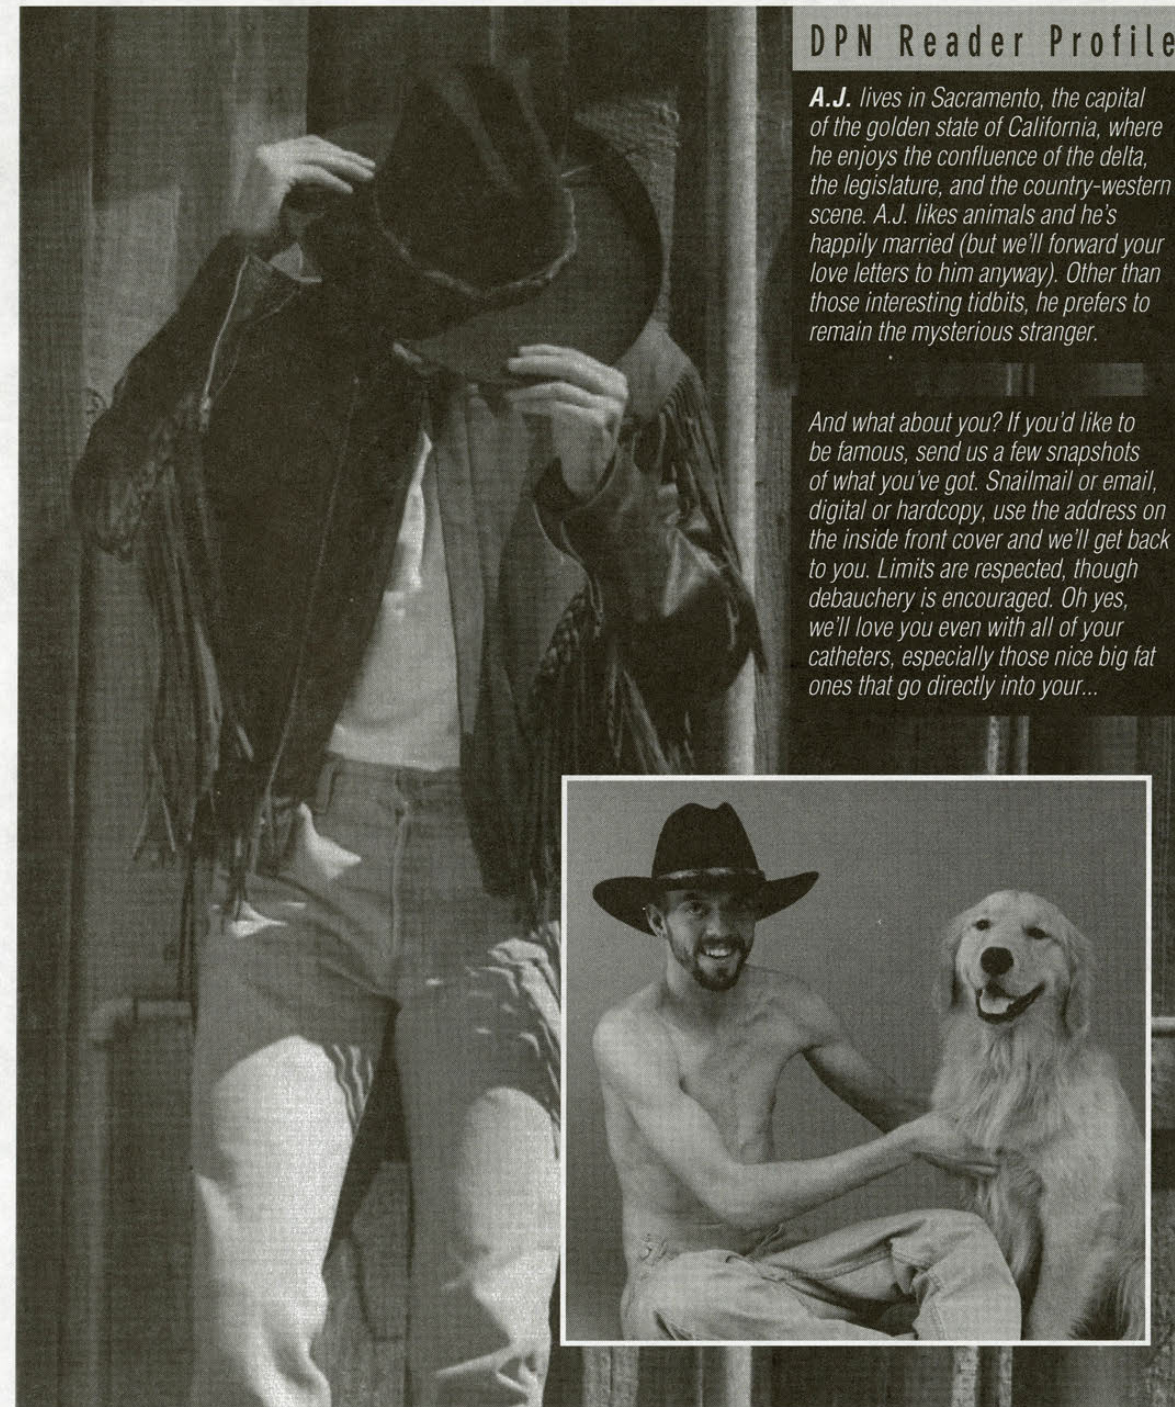 DPN Reader Profile
A.J. lives in Sacramento, the capital
of the golden state of California, where
he enjoys the confluence of the delta,
the legislature, and the country-western
scene. A.J. likes animals and he's
happily married (but we'll forward your
love letters to him anyway). Other than
those interesting tidbits, he prefers to
remain the mysterious stranger.
And what about you? If you'd like to
be famous, send us a few snapshots
of what you've got. Snailmail or email,
digital or hardcopy, use the address on
the inside front cover and we'll get back
to you. Limits are respected, though
debauchery is encouraged. Oh yes,
we'll love you even with all of your
catheters, especially those nice big fat
ones that go directly into your...